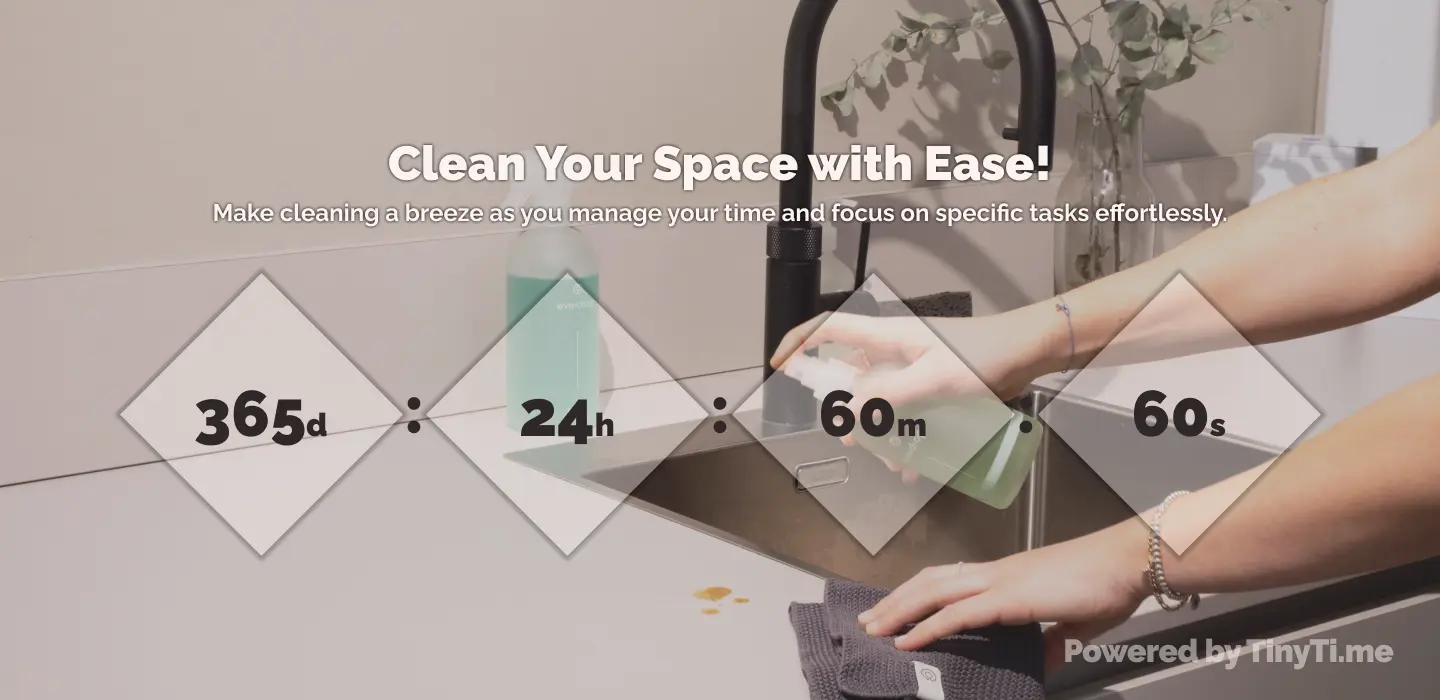 Clean Your Space with Ease!
Make cleaning a breeze as you manage your time and focus on specific tasks effortlessly.
365d : 24h : 60m : 60s
Powered by TinyTi.me